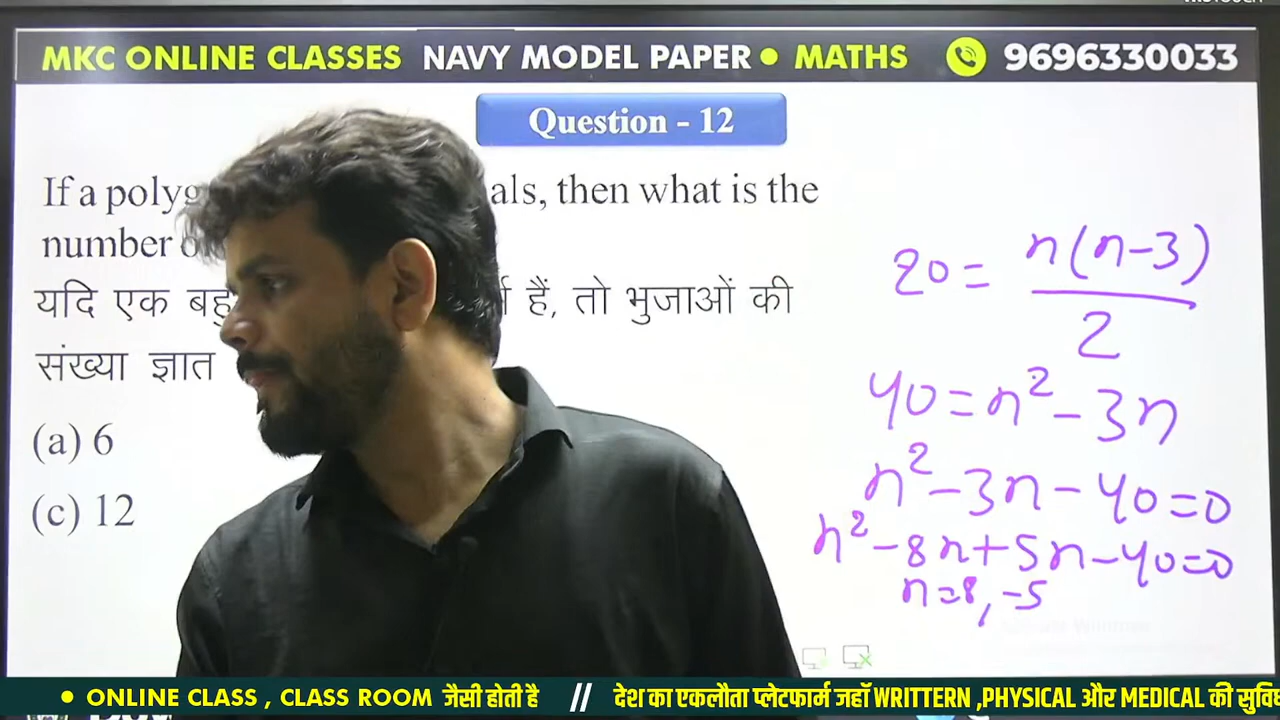 MKC ONLINE CLASSES NAVY MODEL PAPER • MATHS 9696330033
Question - 12
If a polyg als, then what is the
number o
यदि एक बहु हैं, तो भुजाओं की
संख्या ज्ञात
(a) 6
(c) 12
20 = n(n-3)
2
40 = n² - 3n
n² - 3n - 40 = 0
n² - 8n + 5n - 40 = 0
n = 8, -5
• ONLINE CLASS , CLASS ROOM जैसी होती है // देश का एकलौता प्लेटफार्म जहाँ WRITTERN ,PHYSICAL और MEDICAL की सुवि